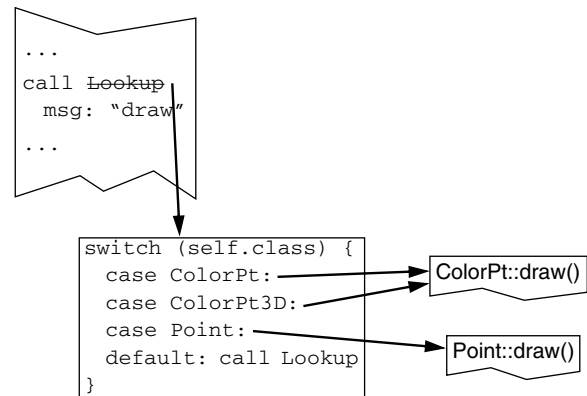 ...
call Lookup
msg: “draw”
...
switch (self.class) {
case ColorPt:
case ColorPt3D:
case Point:
default: call Lookup
}
ColorPt::draw()
Point::draw()